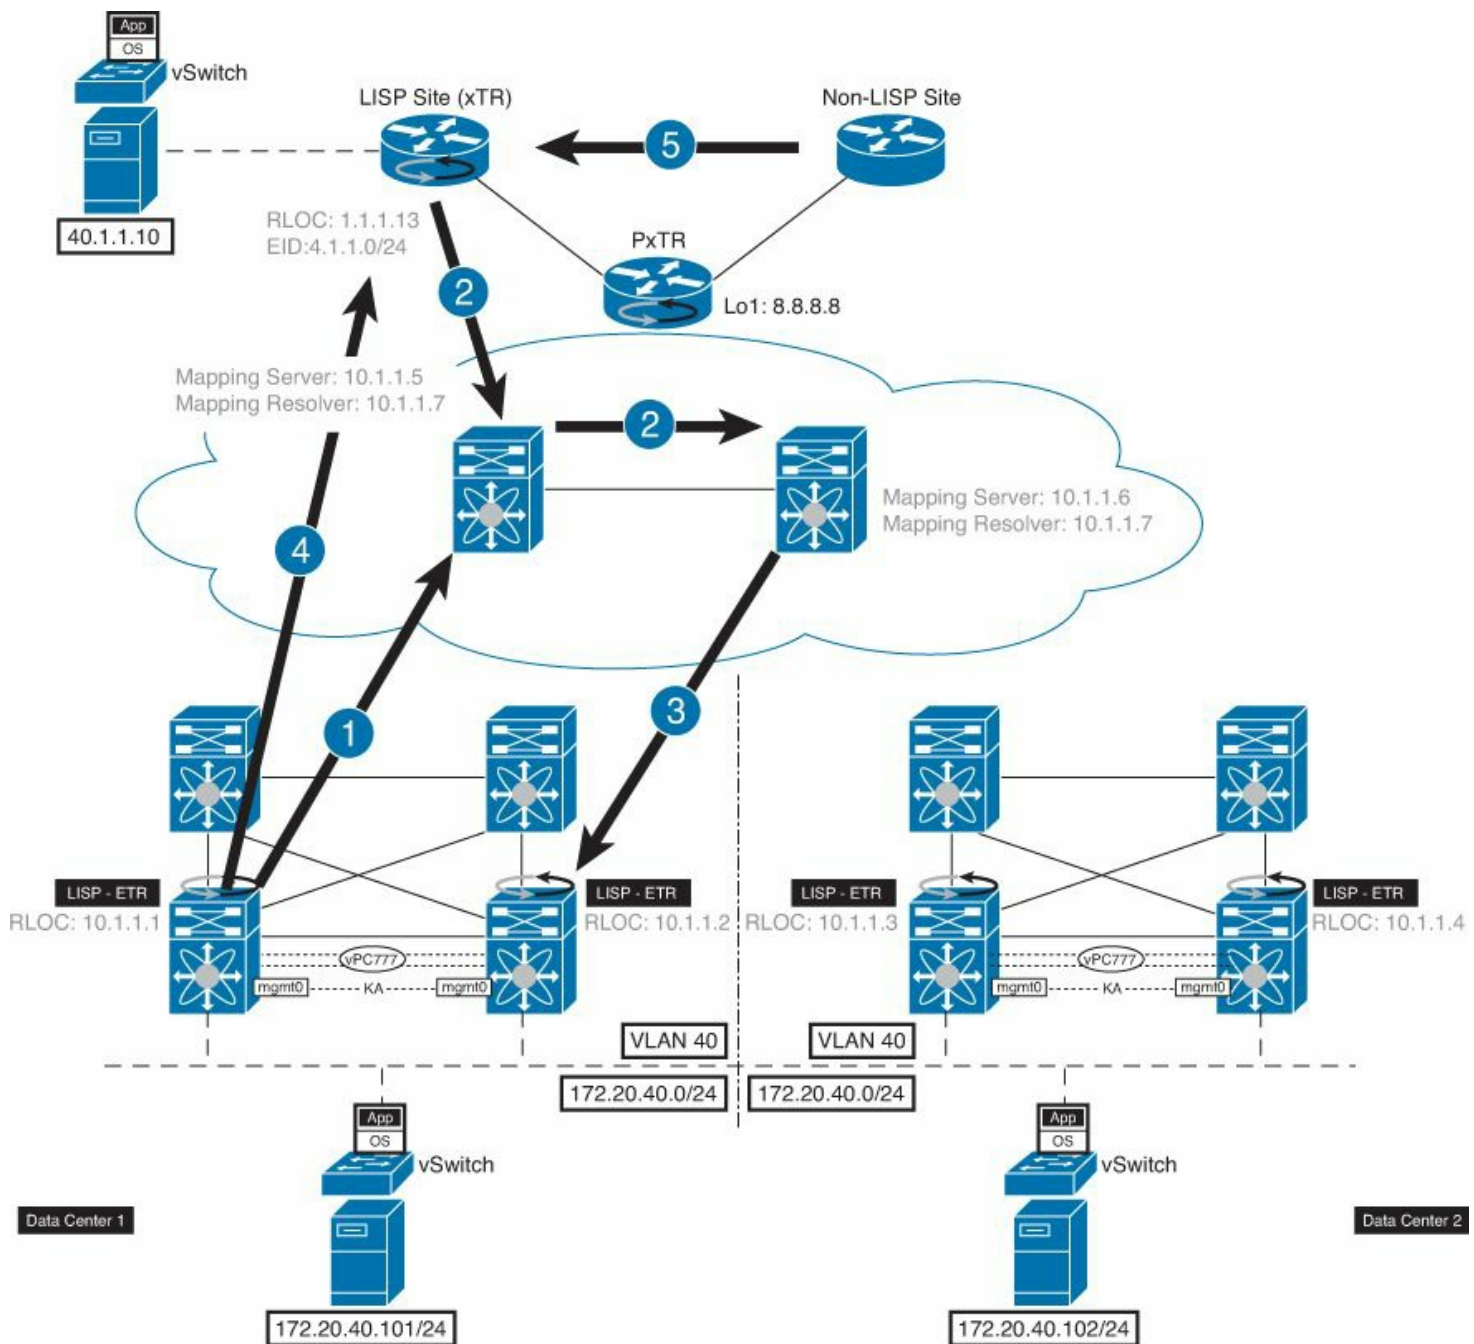 App
OS
vSwitch
LISP Site (xTR)
Non-LISP Site
5
40.1.1.10
RLOC: 1.1.1.13
EID:4.1.1.0/24
PxTR
2
Lo1: 8.8.8.8
Mapping Server: 10.1.1.5
Mapping Resolver: 10.1.1.7
2
Mapping Server: 10.1.1.6
Mapping Resolver: 10.1.1.7
4
1
3
LISP - ETR
RLOC: 10.1.1.1
LISP - ETR
RLOC: 10.1.1.2
LISP - ETR
RLOC: 10.1.1.3
LISP - ETR
RLOC: 10.1.1.4
vPC777
mgmt0
KA
mgmt0
vPC777
mgmt0
KA
mgmt0
VLAN 40
VLAN 40
172.20.40.0/24
172.20.40.0/24
App
OS
vSwitch
App
OS
vSwitch
Data Center 1
Data Center 2
172.20.40.101/24
172.20.40.102/24